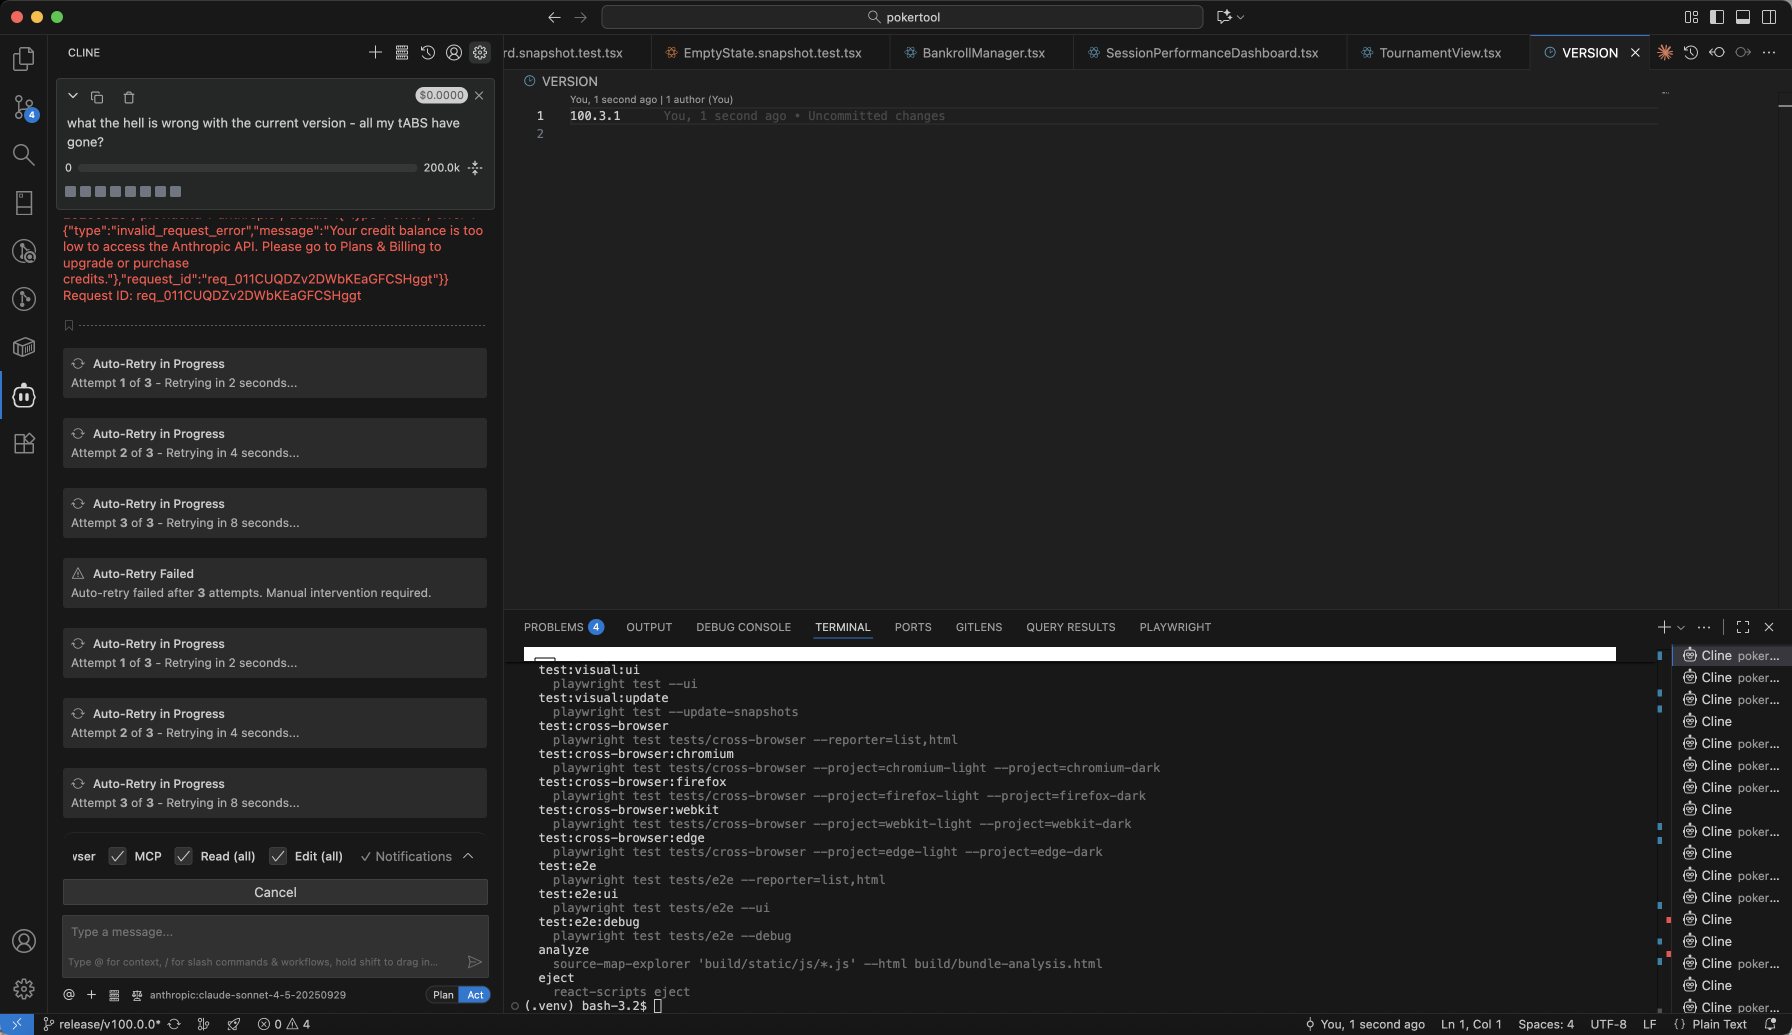 pokertool
CLINE
rd.snapshot.test.tsx
EmptyState.snapshot.test.tsx
BankrollManager.tsx
SessionPerformanceDashboard.tsx
TournamentView.tsx
VERSION
4
$0.0000
what the hell is wrong with the current version - all my tABS have
gone?
0
200.0k
{"type":"invalid_request_error","message":"Your credit balance is too
low to access the Anthropic API. Please go to Plans & Billing to
upgrade or purchase
credits."},"request_id":"req_011CUQDZv2DWbKEaGFCSHggt"}}
Request ID: req_011CUQDZv2DWbKEaGFCSHggt
Auto-Retry in Progress
Attempt 1 of 3 - Retrying in 2 seconds...
Auto-Retry in Progress
Attempt 2 of 3 - Retrying in 4 seconds...
Auto-Retry in Progress
Attempt 3 of 3 - Retrying in 8 seconds...
Auto-Retry Failed
Auto-retry failed after 3 attempts. Manual intervention required.
Auto-Retry in Progress
Attempt 1 of 3 - Retrying in 2 seconds...
Auto-Retry in Progress
Attempt 2 of 3 - Retrying in 4 seconds...
Auto-Retry in Progress
Attempt 3 of 3 - Retrying in 8 seconds...
wser MCP Read (all) Edit (all) Notifications
Cancel
Type a message...
Type @ for context, / for slash commands & workflows, hold shift to drag in...
@ + anthropic:claude-sonnet-4-5-20250929
Plan Act
VERSION
You, 1 second ago | 1 author (You)
1 100.3.1 You, 1 second ago • Uncommitted changes
2
PROBLEMS 4 OUTPUT DEBUG CONSOLE TERMINAL PORTS GITLENS QUERY RESULTS PLAYWRIGHT
test:visual:ui
playwright test --ui
test:visual:update
playwright test --update-snapshots
test:cross-browser
playwright test tests/cross-browser --reporter=list,html
test:cross-browser:chromium
playwright test tests/cross-browser --project=chromium-light --project=chromium-dark
test:cross-browser:firefox
playwright test tests/cross-browser --project=firefox-light --project=firefox-dark
test:cross-browser:webkit
playwright test tests/cross-browser --project=webkit-light --project=webkit-dark
test:cross-browser:edge
playwright test tests/cross-browser --project=edge-light --project=edge-dark
test:e2e
playwright test tests/e2e --reporter=list,html
test:e2e:ui
playwright test tests/e2e --ui
test:e2e:debug
playwright test tests/e2e --debug
analyze
source-map-explorer 'build/static/js/*.js' --html build/bundle-analysis.html
eject
react-scripts eject
(.venv) bash-3.2$
Cline poker...
Cline poker...
Cline poker...
Cline
Cline poker...
Cline poker...
Cline poker...
Cline
Cline poker...
Cline
Cline poker...
Cline poker...
Cline
Cline
Cline poker...
Cline
Cline poker...
release/v100.0.0* 0 4
You, 1 second ago Ln 1, Col 1 Spaces: 4 UTF-8 LF {} Plain Text